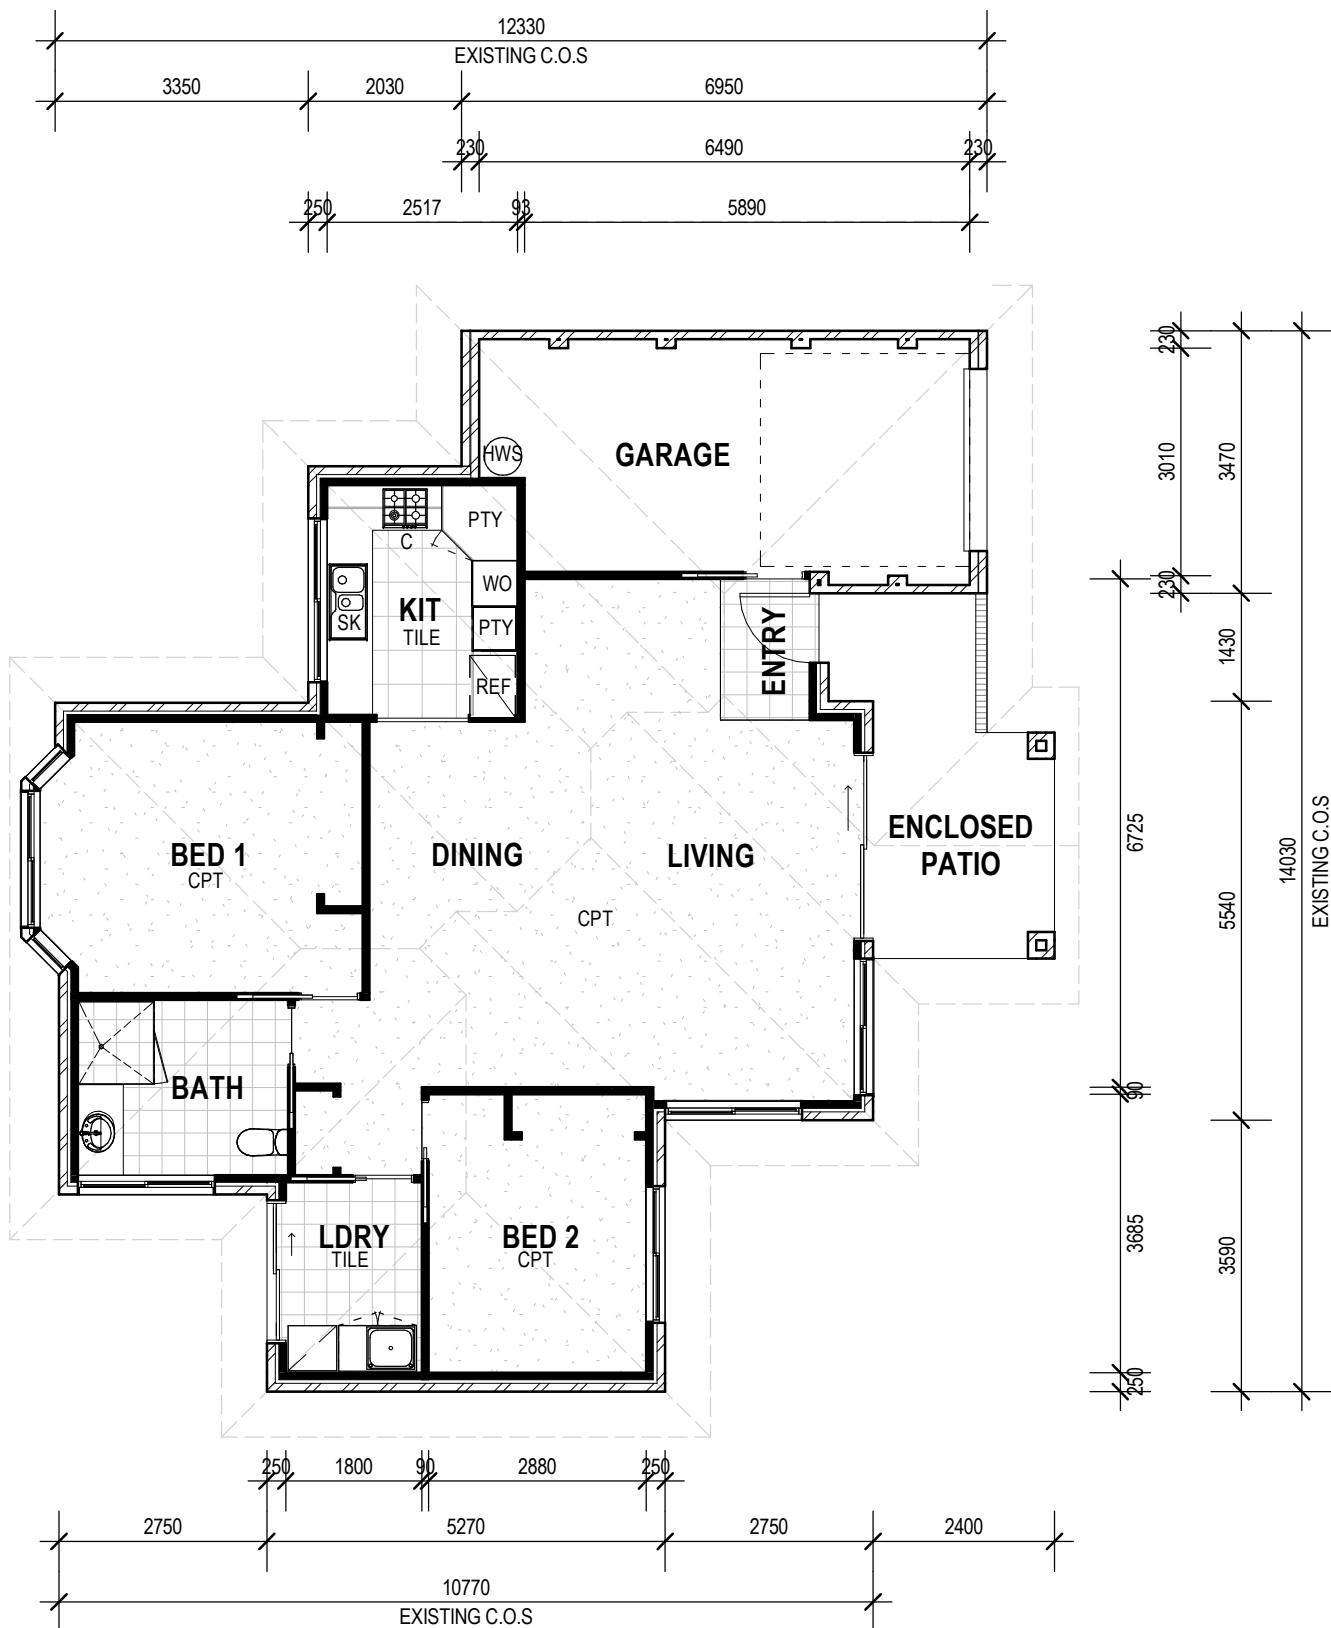 12330
EXISTING C.O.S
3350 2030 6950
230 6490 230
250 2517 93 5890
230
3010
230
3470
1430
5540
3590
14030
EXISTING C.O.S
6725
90
3685
250
GARAGE
HWS
PTY
C
WO
SK
KIT
TILE
PTY
REF
ENTRY
BED 1
CPT
DINING
LIVING
CPT
ENCLOSED
PATIO
BATH
LDRY
TILE
BED 2
CPT
250 1800 90 2880 250
2750 5270 2750 2400
10770
EXISTING C.O.S